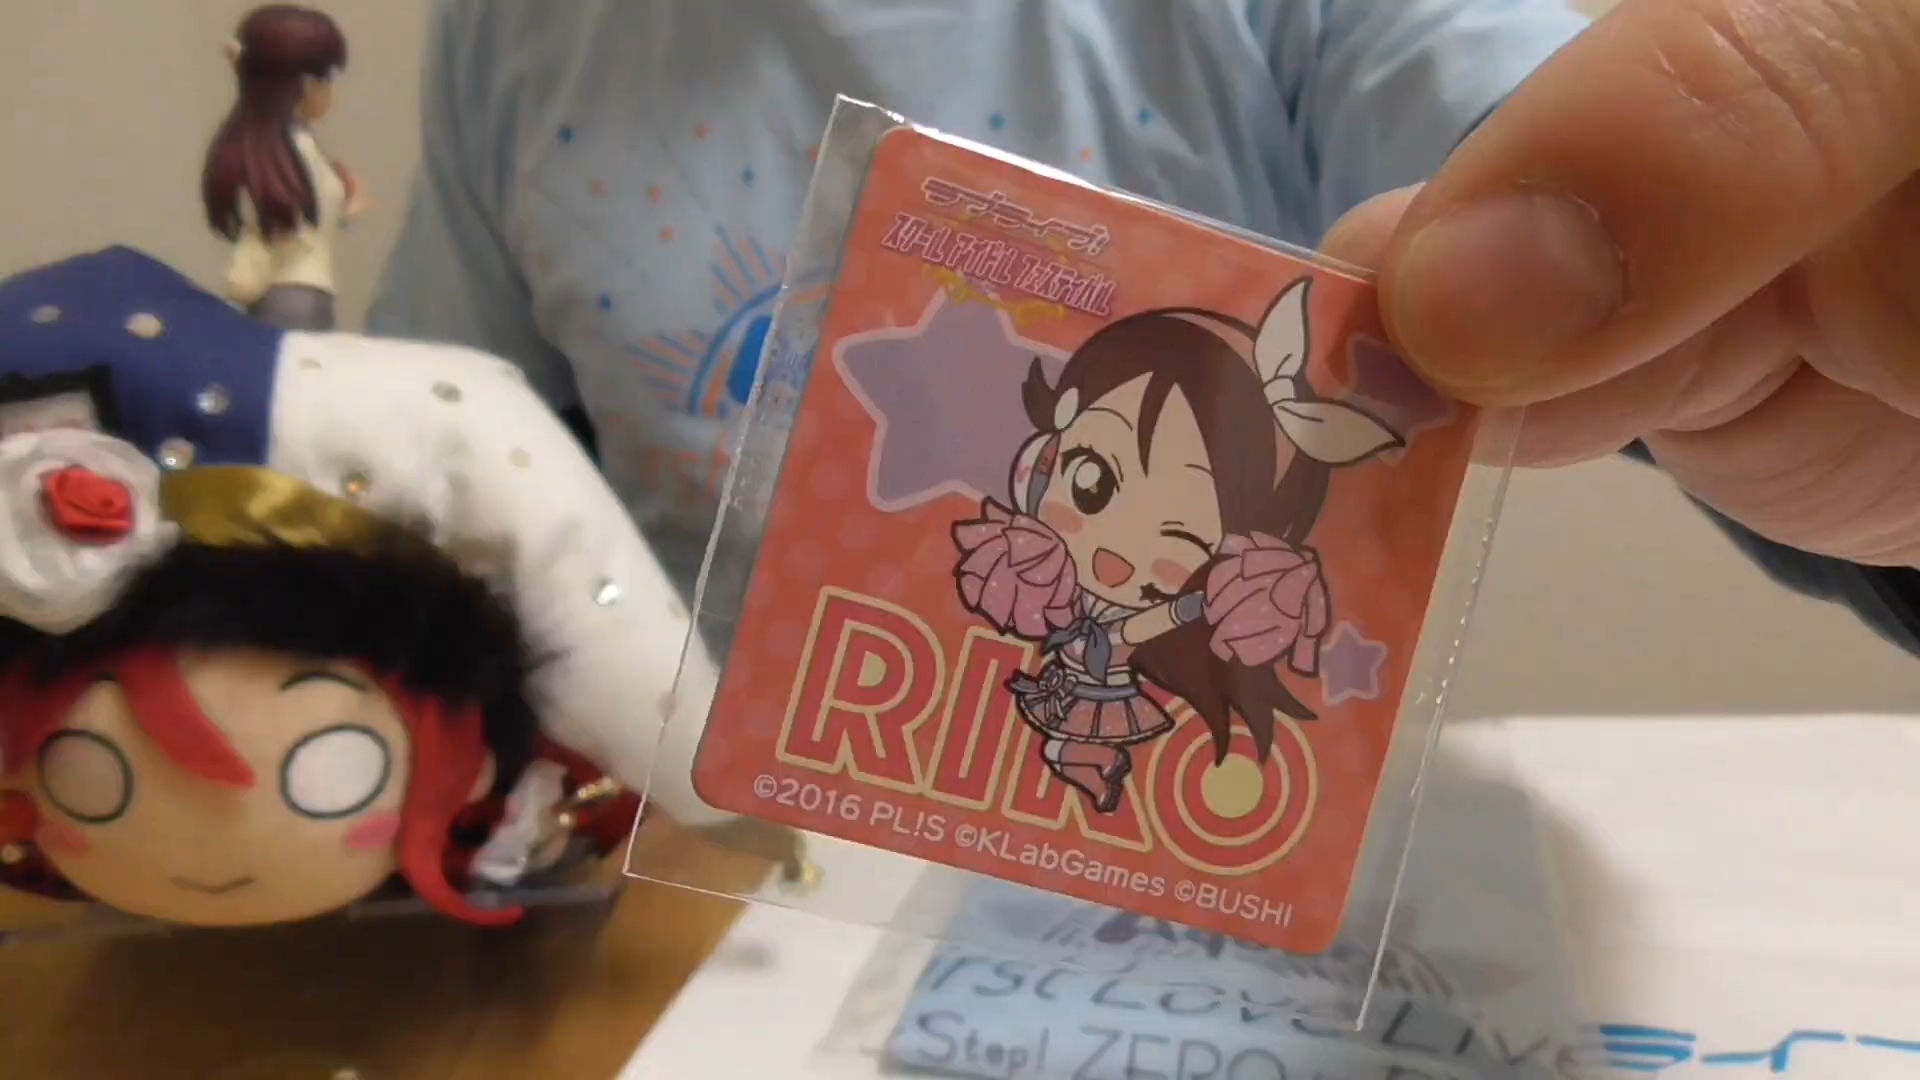 ラブライブ!
スクールアイドルフェスティバル
RIKO
©2016 PL!S ©KLabGames ©BUSHI
irst Love Live
Step! ZERO